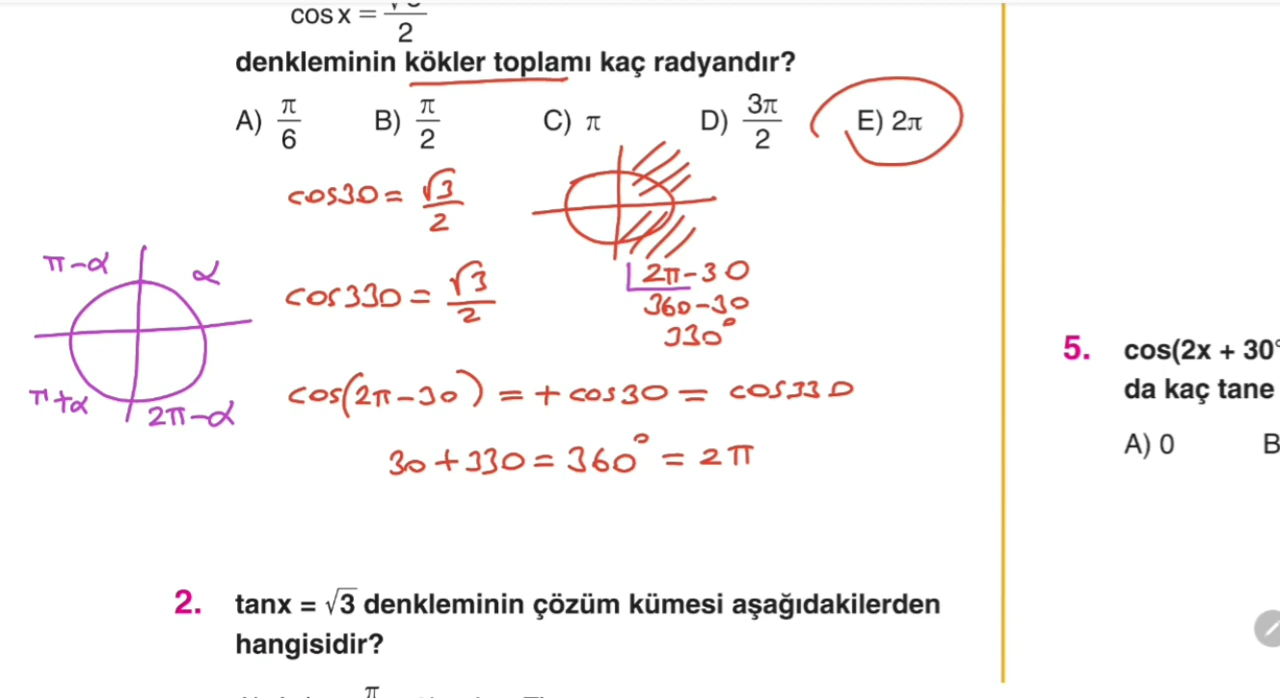 cos x = √3/2
denkleminin kökler toplamı kaç radyandır?
A) π/6 B) π/2 C) π D) 3π/2 E) 2π
cos30 = √3/2
π-α α
π+α 2π-α
cos330 = √3/2
2π-30
360-30
330°
cos(2π-30) = + cos30 = cos330
30+330 = 360° = 2π
2. tanx = √3 denkleminin çözüm kümesi aşağıdakilerden
hangisidir?
π
5. cos(2x + 30°
da kaç tane
A) 0 B